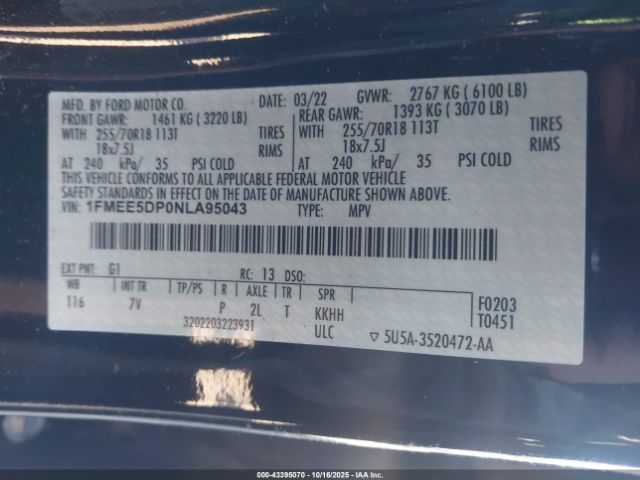 MFD. BY FORD MOTOR CO. DATE: 03/22 GVWR: 2767 KG ( 6100 LB)
FRONT GAWR: 1461 KG ( 3220 LB) REAR GAWR: 1393 KG ( 3070 LB)
WITH 255/70R18 113T TIRES WITH 255/70R18 113T TIRES
18x7.5J RIMS 18x7.5J RIMS
AT 240 kPa/ 35 PSI COLD AT 240 kPa/ 35 PSI COLD
THIS VEHICLE CONFORMS TO ALL APPLICABLE FEDERAL MOTOR VEHICLE
SAFETY STANDARDS IN EFFECT ON THE DATE OF MANUFACTURE SHOWN ABOVE.
VIN: 1FMEE5DP0NLA95043 TYPE: MPV
EXT PNT: G1 RC: 13 DSO:
WB INT TR TP/PS R AXLE TR SPR F0203
116 7V P 2L T KKHH T0451
3202203223931 ULC ▽ 5U5A-3520472-AA
000-43395070 - 10/16/2025 - IAA Inc.